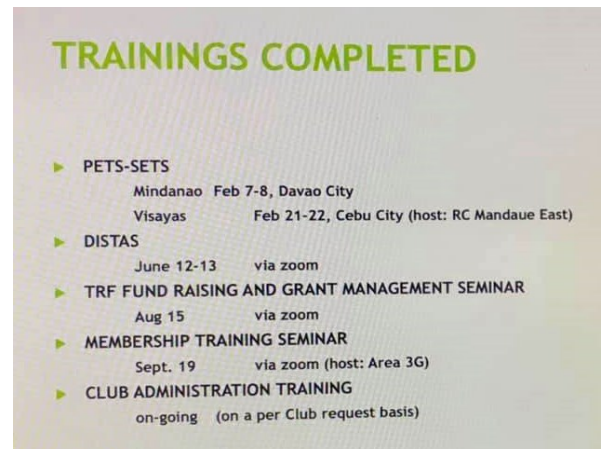 TRAININGS COMPLETED
PETS-SETS
Mindanao Feb 7-8, Davao City
Visayas Feb 21-22, Cebu City (host: RC Mandaue East)
DISTAS
June 12-13 via zoom
TRF FUND RAISING AND GRANT MANAGEMENT SEMINAR
Aug 15 via zoom
MEMBERSHIP TRAINING SEMINAR
Sept. 19 via zoom (host: Area 3G)
CLUB ADMINISTRATION TRAINING
on-going (on a per Club request basis)